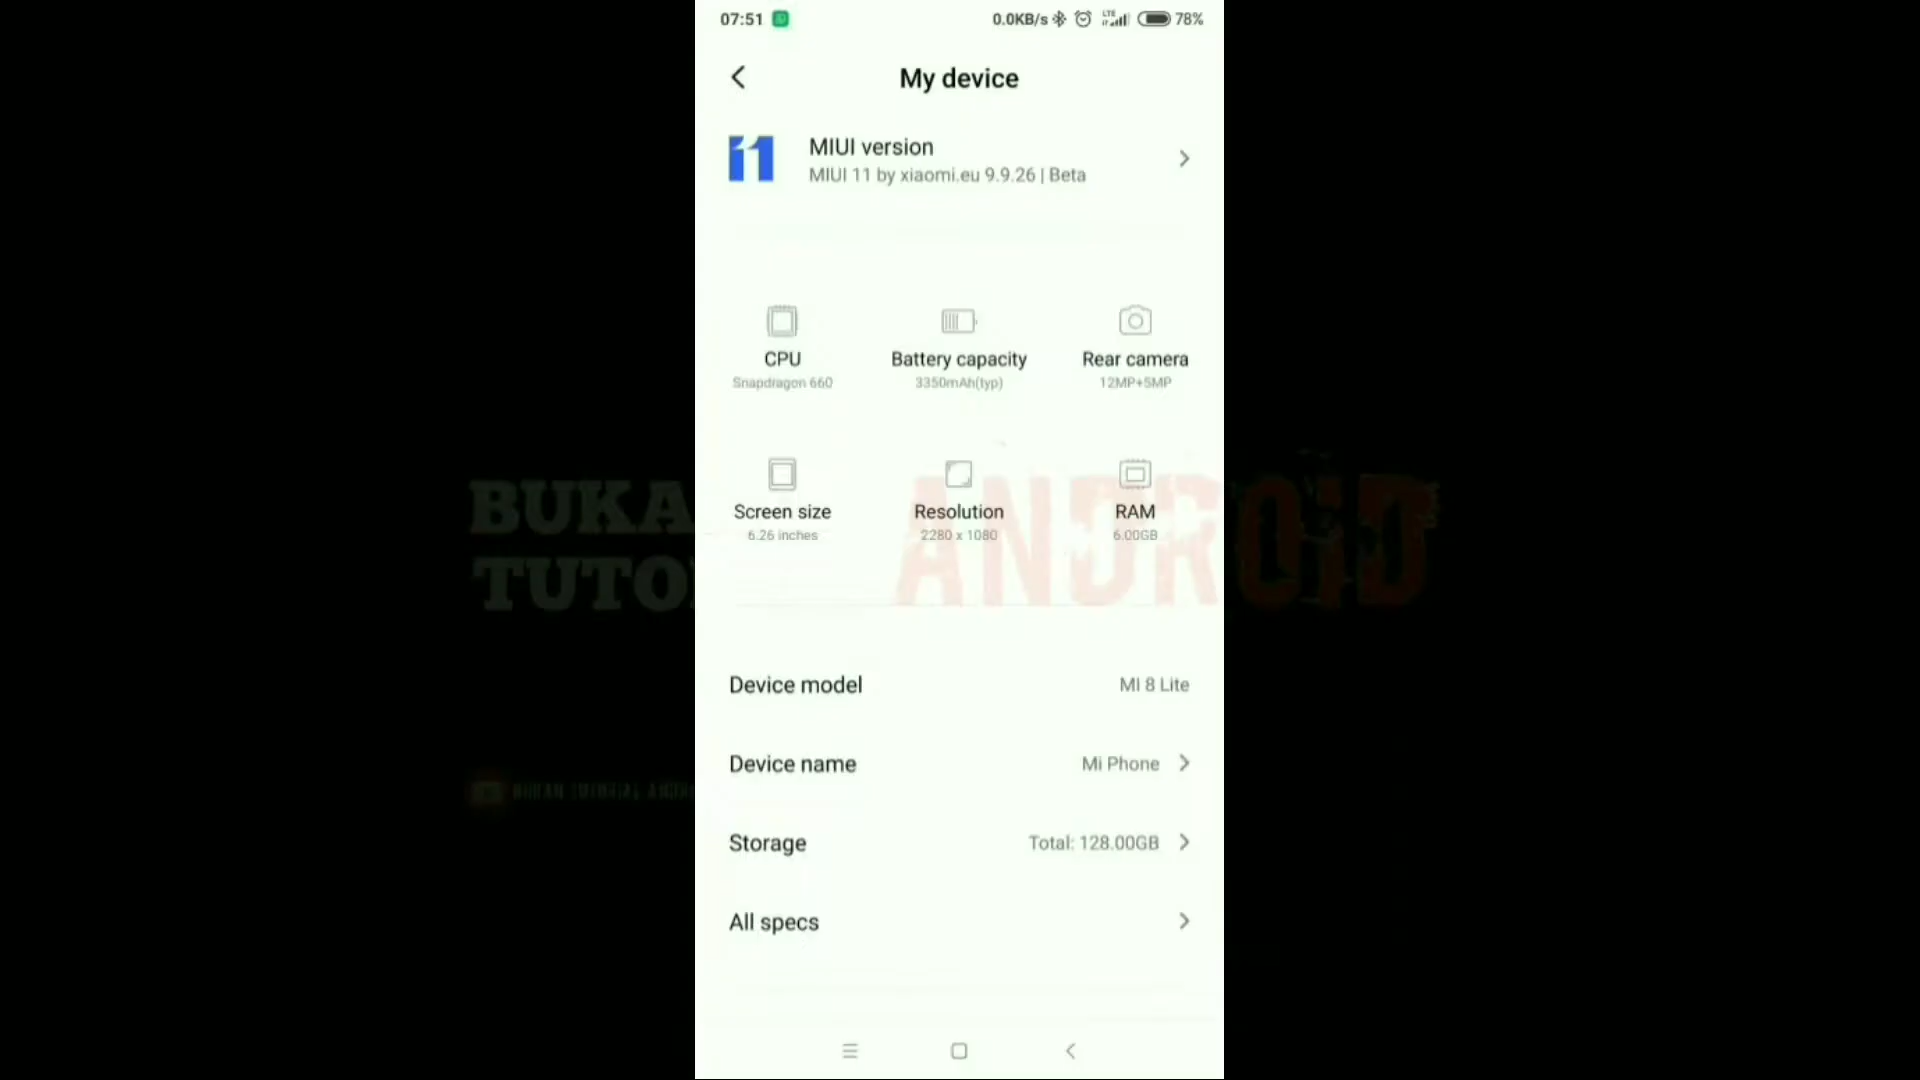 07:51
0.0KB/s
LTE
78%
My device
11
MIUI version
MIUI 11 by xiaomi.eu 9.9.26 | Beta
CPU
Snapdragon 660
Battery capacity
3350mAh(typ)
Rear camera
12MP+5MP
Screen size
6.26 inches
Resolution
2280 x 1080
RAM
6.00GB
BUKA
TUTO
ANDROID
Device model
MI 8 Lite
Device name
Mi Phone
Storage
Total: 128.00GB
All specs